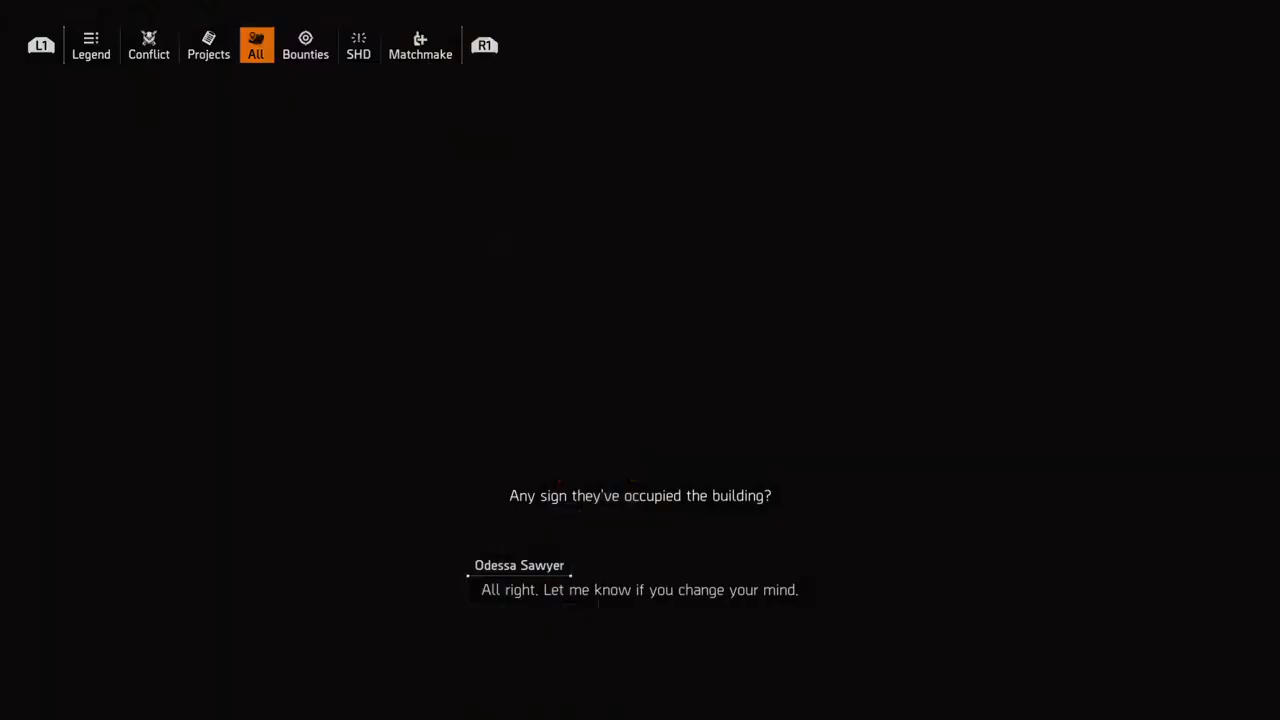 L1 Legend Conflict Projects All Bounties SHD Matchmake R1
Any sign they've occupied the building?
Odessa Sawyer
All right. Let me know if you change your mind.